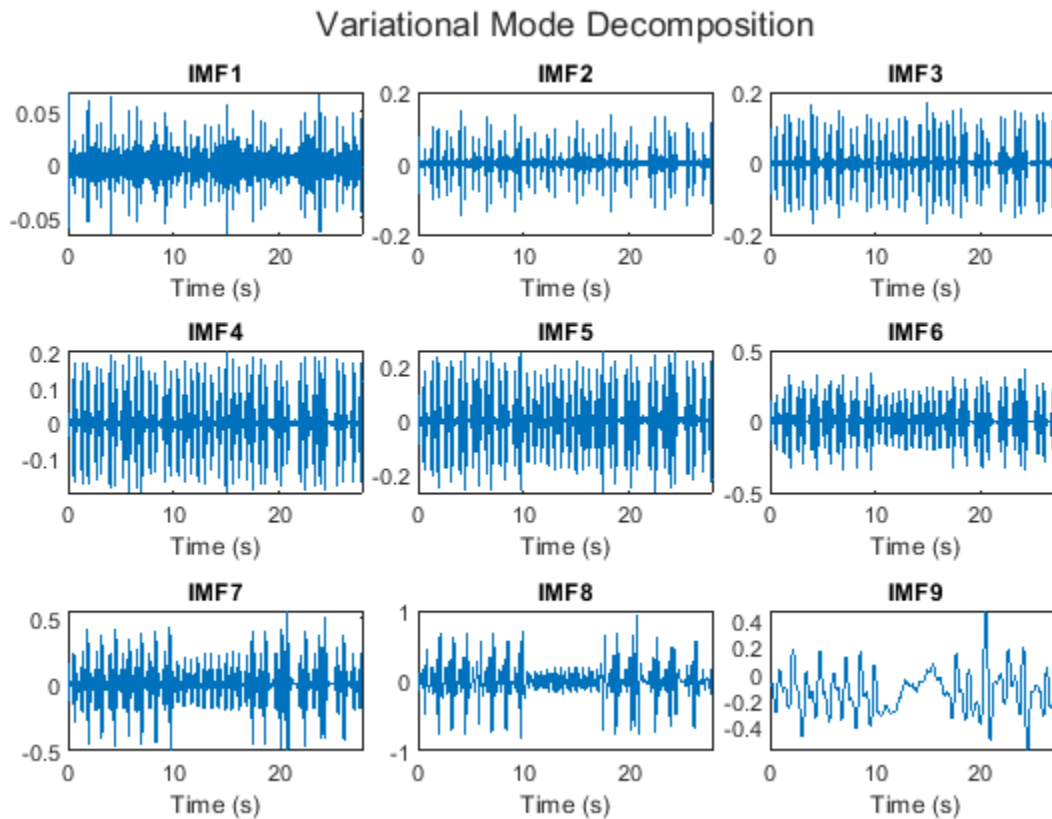 Variational Mode Decomposition
IMF1 IMF2 IMF3
0.05 0.2 0.2
0 0 0
-0.05 -0.2 -0.2
0 10 20 0 10 20 0 10 20
Time (s) Time (s) Time (s)
IMF4 IMF5 IMF6
0.2 0.2 0.5
0.1
0 0 0
-0.1 -0.2 -0.5
0 10 20 0 10 20 0 10 20
Time (s) Time (s) Time (s)
IMF7 IMF8 IMF9
0.5 1 0.4
0.2
0 0 -0.0
-0.2
-0.4
-0.5 -1
0 10 20 0 10 20 0 10 20
Time (s) Time (s) Time (s)